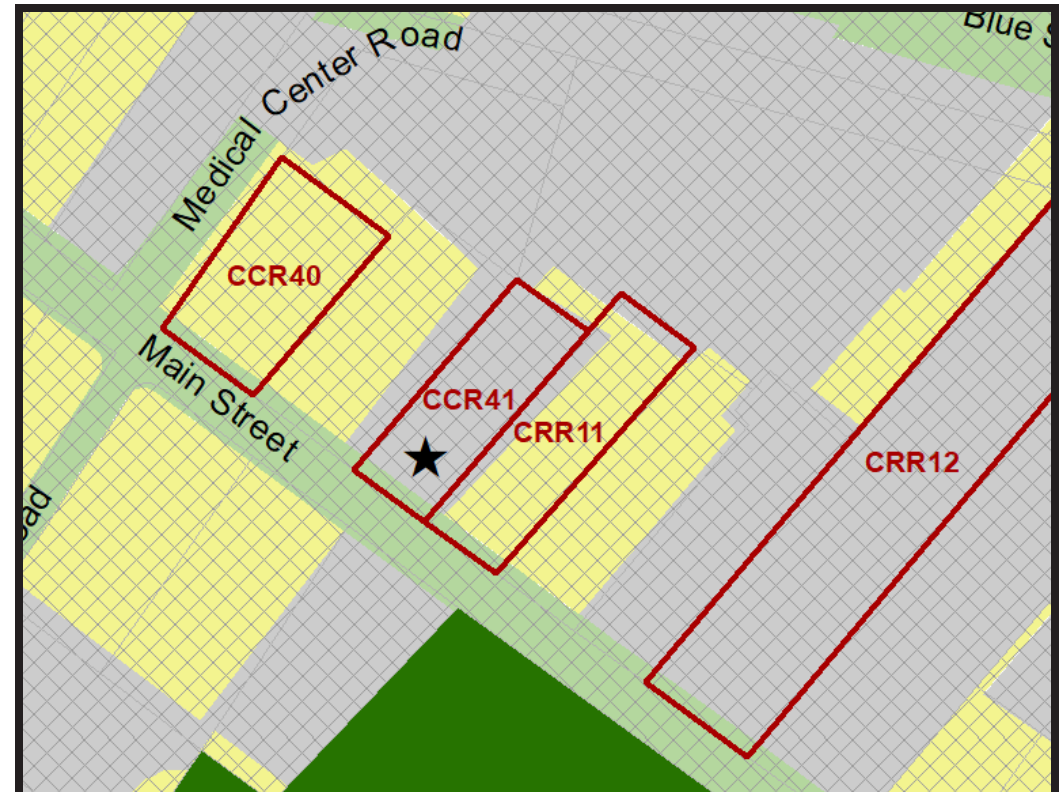 Medical Center Road
Blue S
CCR40
Main Street
CCR41
CRR11
CRR12
oad